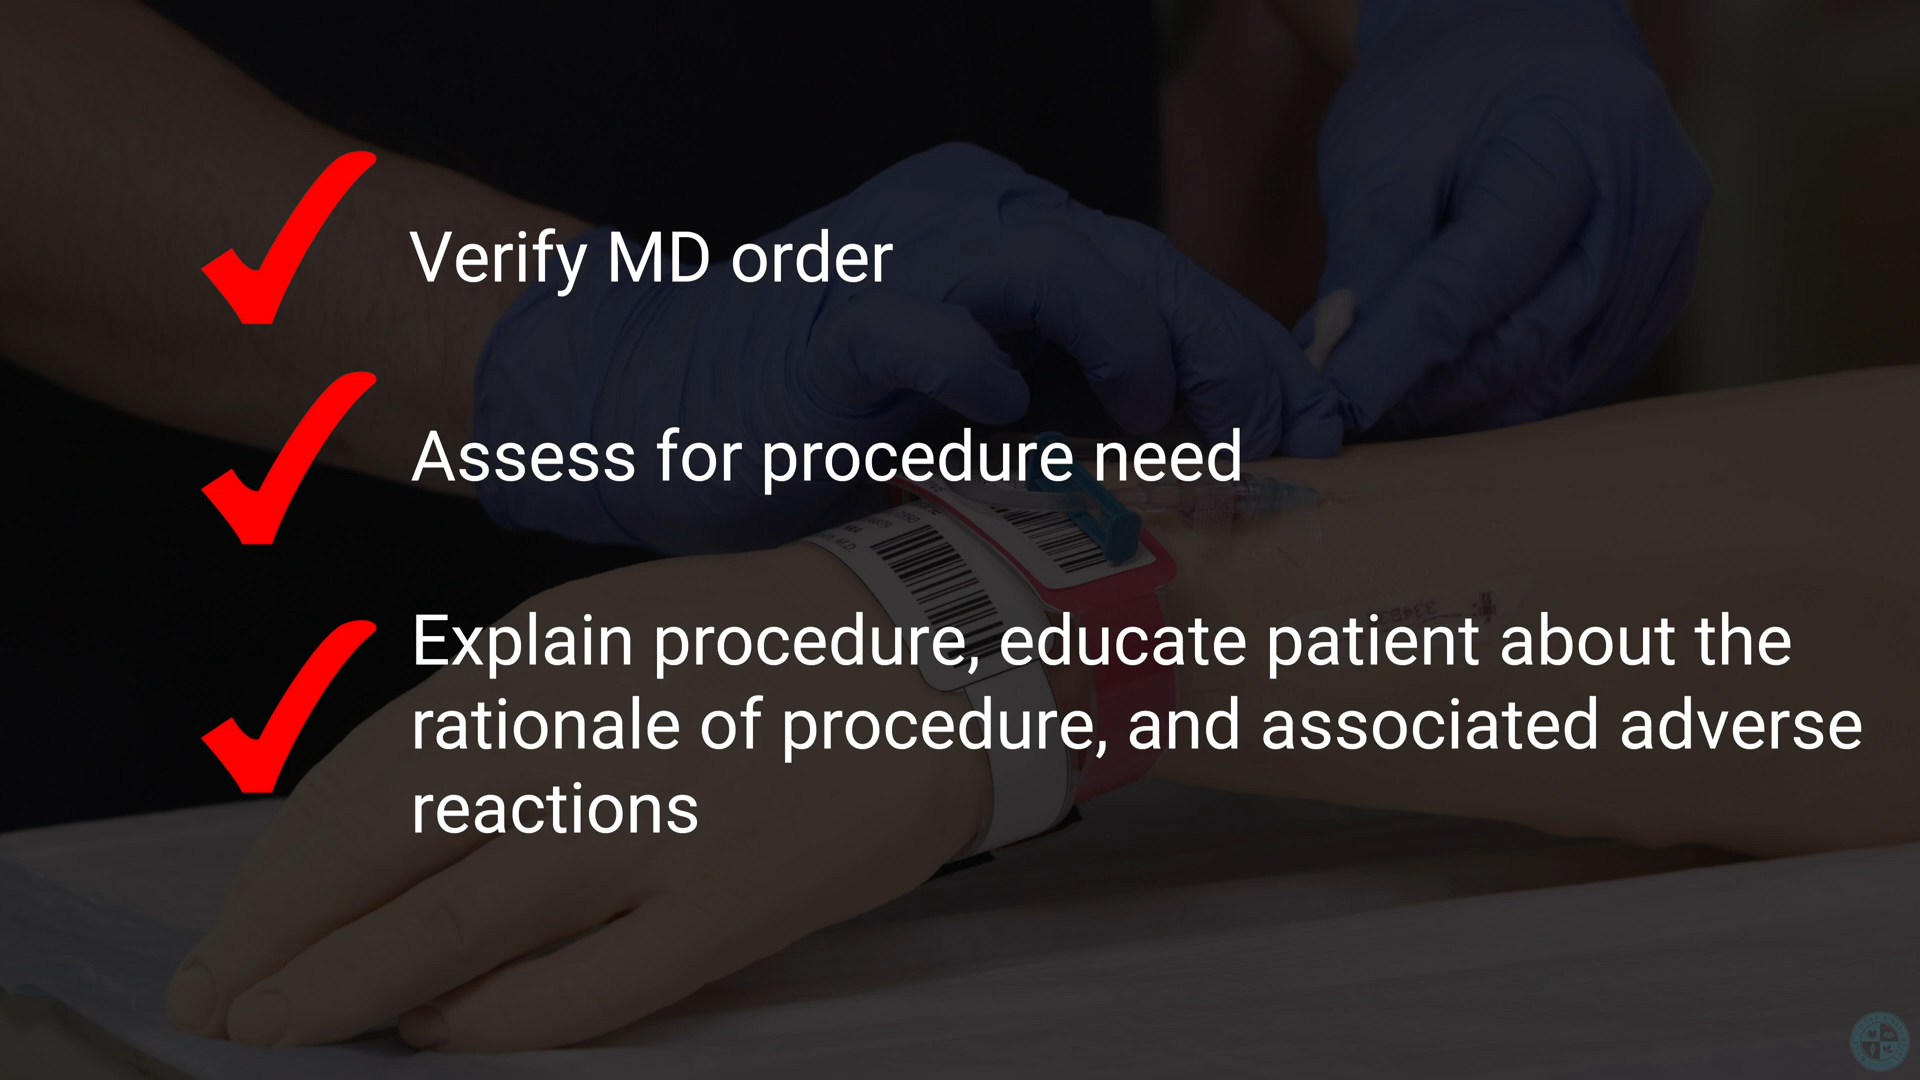 Verify MD order
Assess for procedure need
Explain procedure, educate patient about the
rationale of procedure, and associated adverse
reactions
M.D.